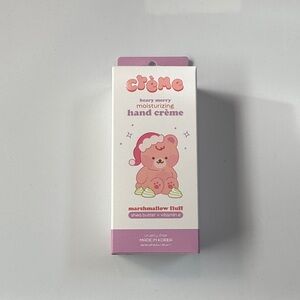 crème
beary merry
moisturizing
hand crème
marshmallow fluff
shea butter + vitamin e
MADE IN KOREA